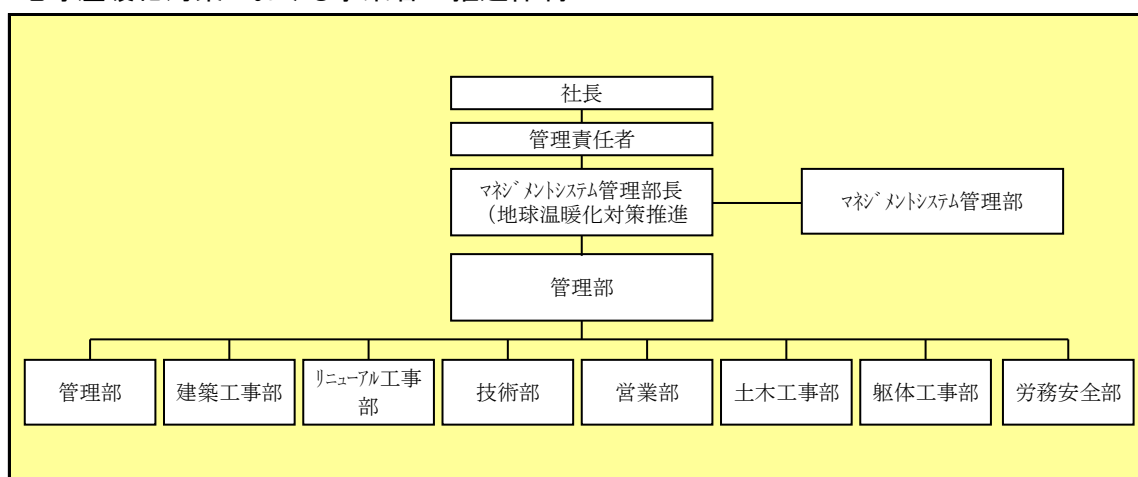 社長
管理責任者
ﾏﾈｼﾞﾒﾝﾄｼｽﾃﾑ管理部長
（地球温暖化対策推進
ﾏﾈｼﾞﾒﾝﾄｼｽﾃﾑ管理部
管理部
管理部
建築工事部
ﾘﾆｭｰｱﾙ工事
部
技術部
営業部
土木工事部
躯体工事部
労務安全部